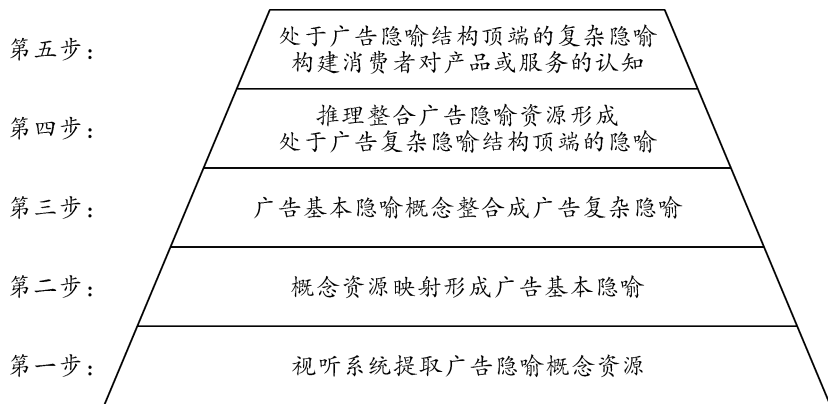 第五步：
处于广告隐喻结构顶端的复杂隐喻
构建消费者对产品或服务的认知
第四步：
推理整合广告隐喻资源形成
处于广告复杂隐喻结构顶端的隐喻
第三步：
广告基本隐喻概念整合成广告复杂隐喻
第二步：
概念资源映射形成广告基本隐喻
第一步：
视听系统提取广告隐喻概念资源